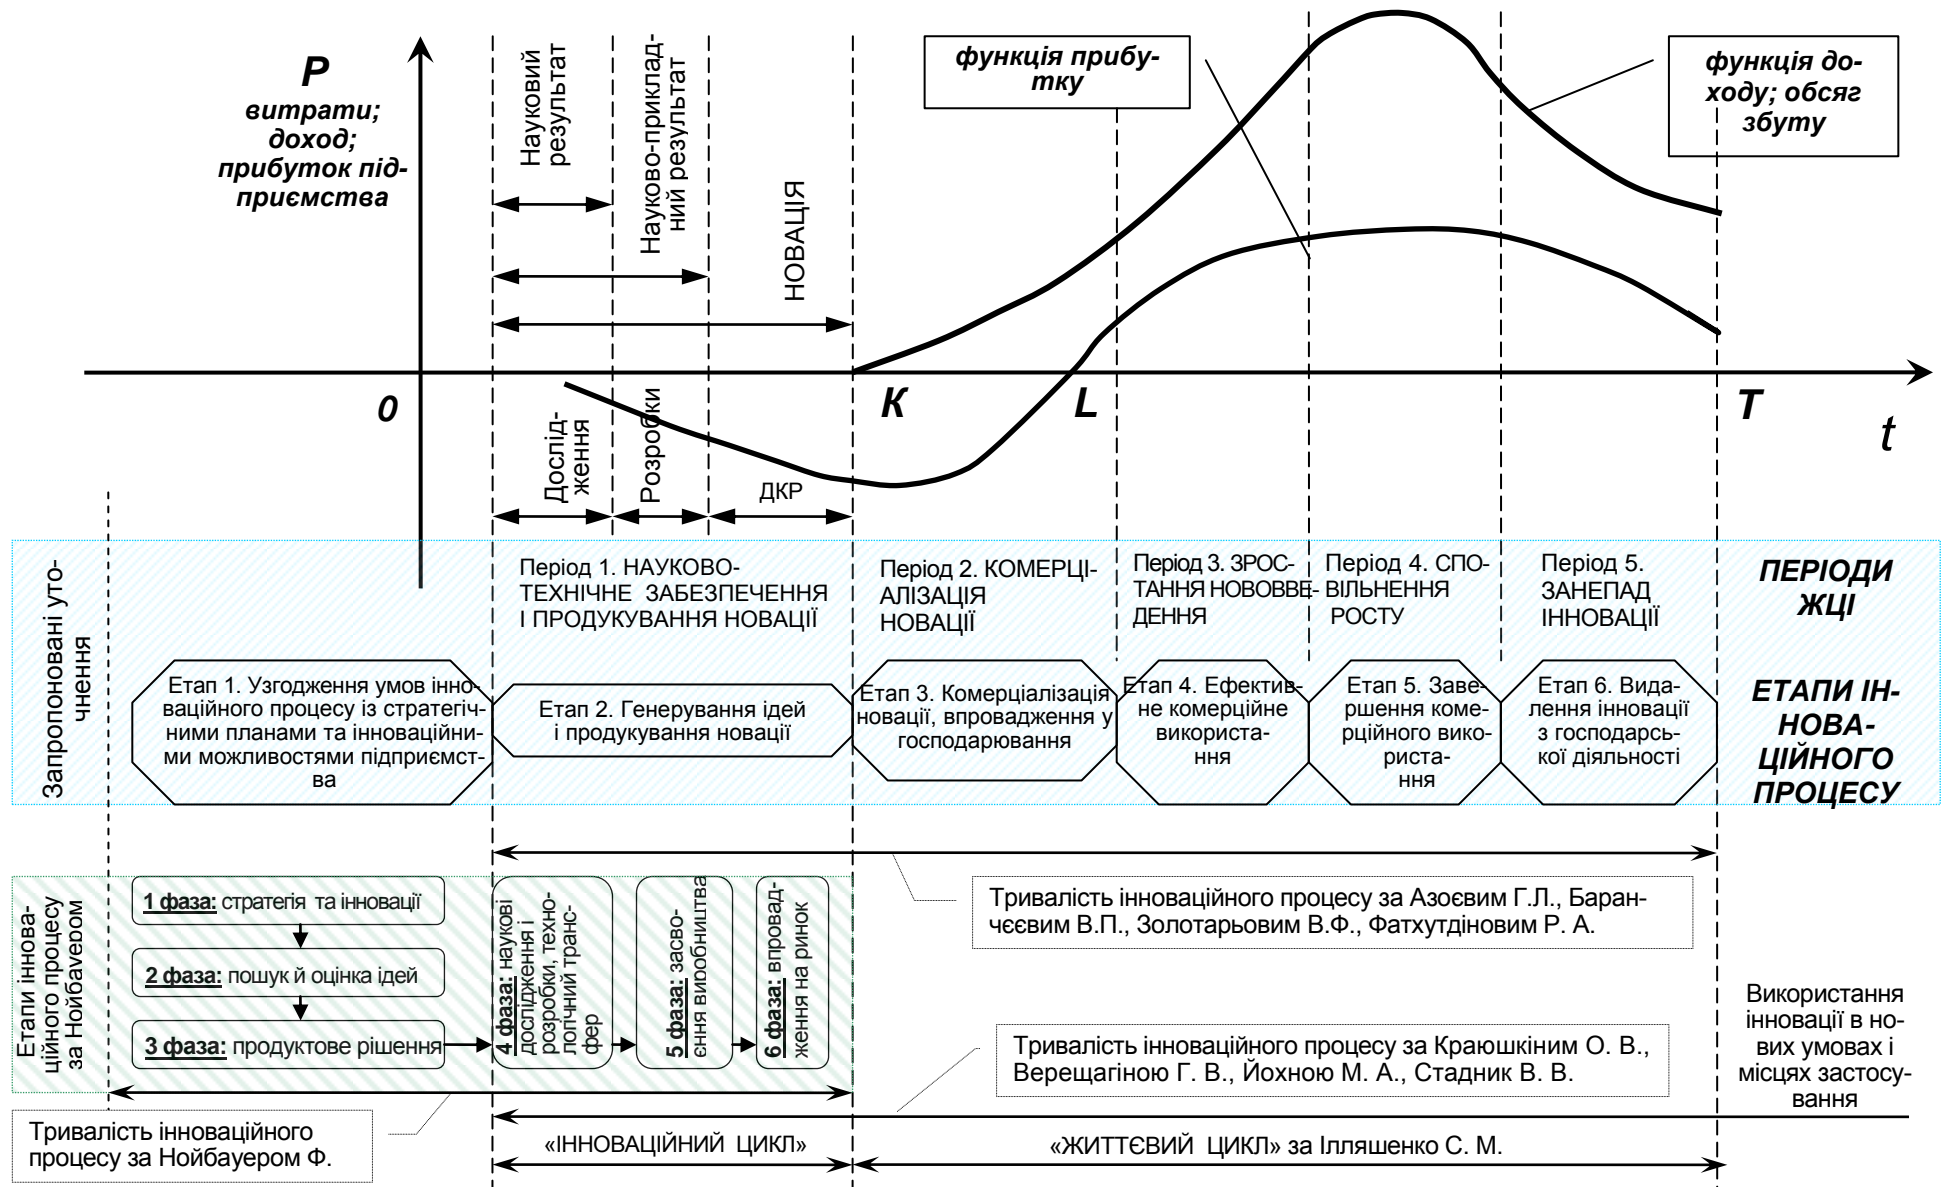 P
витрати;
доход;
прибуток під-
приємства
Науковий
результат
Науково-приклад-
ний результат
НОВАЦІЯ
функція прибу-
тку
функція до-
ходу; обсяг
збуту
0
К
L
T
t
Дослід-
ження
Розробки
ДКР
Запропоновані уто-
чнення
Період 1. НАУКОВО-
ТЕХНІЧНЕ ЗАБЕЗПЕЧЕННЯ
І ПРОДУКУВАННЯ НОВАЦІЇ
Період 2. КОМЕРЦІ-
АЛІЗАЦІЯ
НОВАЦІЇ
Період 3. ЗРОС-
ТАННЯ НОВОВВЕ-
ДЕННЯ
Період 4. СПО-
ВІЛЬНЕННЯ
РОСТУ
Період 5.
ЗАНЕПАД
ІННОВАЦІЇ
ПЕРІОДИ
ЖЦІ
Етап 1. Узгодження умов інно-
ваційного процесу із стратегіч-
ними планами та інноваційни-
ми можливостями підприємст-
ва
Етап 2. Генерування ідей
і продукування новації
Етап 3. Комерціалізація
новації, впровадження у
господарювання
Етап 4. Ефектив-
не комерційне
використа-
ння
Етап 5. Заве-
ршення коме-
рційного вико-
риста-
ння
Етап 6. Вида-
лення інновації
з господарсь-
кої діяльності
ЕТАПИ ІН-
НОВА-
ЦІЙНОГО
ПРОЦЕСУ
Етапи іннова-
ційного процесу
за Нойбауером
1 фаза: стратегія та інновації
2 фаза: пошук й оцінка ідей
3 фаза: продуктове рішення
4 фаза: наукові
дослідження і
розробки, техно-
логічний транс-
фер
5 фаза: засво-
єння виробництва
6 фаза: впровад-
ження на ринок
Тривалість інноваційного процесу за Азоєвим Г.Л., Баран-
чєєвим В.П., Золотарьовим В.Ф., Фатхутдіновим Р. А.
Тривалість інноваційного процесу за Краюшкіним О. В.,
Верещагіною Г. В., Йохною М. А., Стадник В. В.
Використання
інновації в но-
вих умовах і
місцях застосу-
вання
Тривалість інноваційного
процесу за Нойбауером Ф.
«ІННОВАЦІЙНИЙ ЦИКЛ»
«ЖИТТЄВИЙ ЦИКЛ» за Ілляшенко С. М.